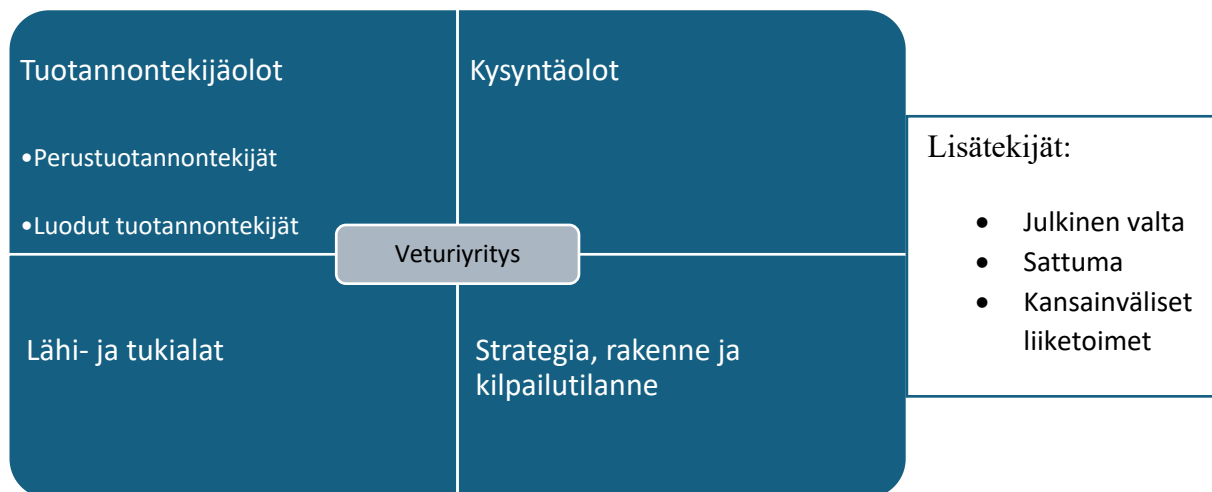 Tuotannontekijäolot
•Perustuotannontekijät
•Luodut tuotannontekijät
Kysyntäolot
Veturiyritys
Lähi- ja tukialat
Strategia, rakenne ja
kilpailutilanne
Lisätekijät:
• Julkinen valta
• Sattuma
• Kansainväliset
liiketoimet